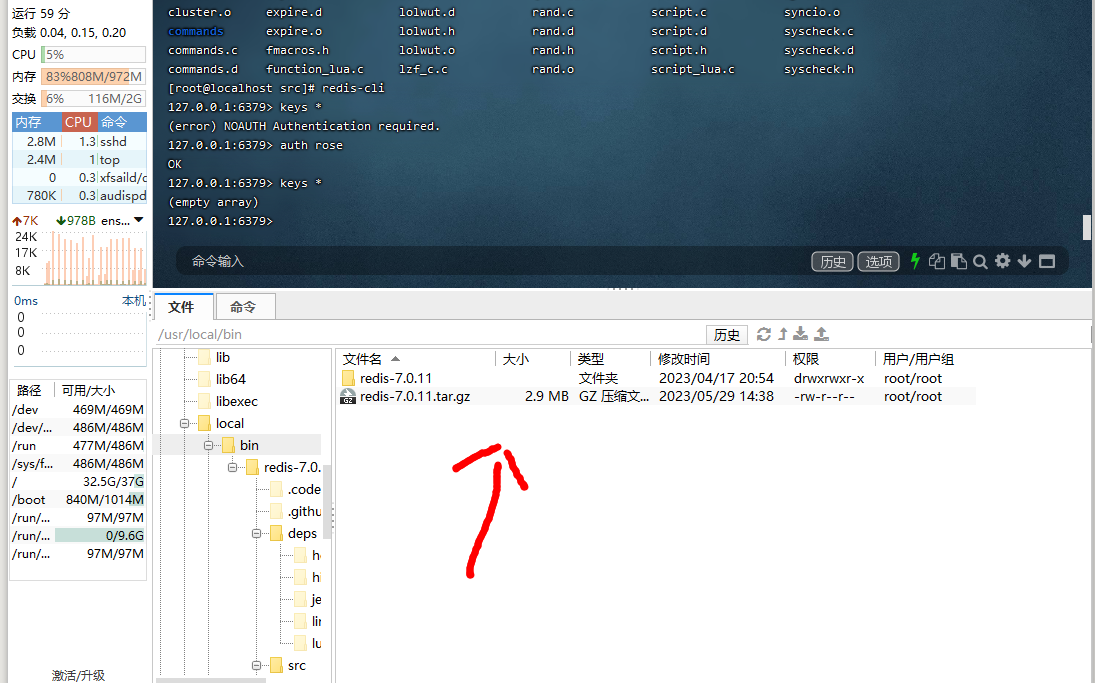 运行 59 分
负载 0.04, 0.15, 0.20
CPU 5%
内存 83% 808M/972M
交换 6% 116M/2G
内存 CPU 命令
2.8M 1.3 sshd
2.4M 1 top
0 0.3 xfsaild/c
780K 0.3 audispd
7K 978B ens...
24K
17K
8K
0ms 本机
0
0
0
路径 可用/大小
/dev 469M/469M
/dev/... 486M/486M
/run 477M/486M
/sys/f... 486M/486M
/ 32.5G/37G
/boot 840M/1014M
/run/... 97M/97M
/run/... 0/9.6G
/run/... 97M/97M
激活/升级
cluster.o expire.d lolwut.d rand.c script.c syncio.o
commands expire.o lolwut.h rand.d script.d syscheck.c
commands.c fmacros.h lolwut.o rand.h script.h syscheck.d
commands.d function_lua.c lzf_c.c rand.o script_lua.c syscheck.h
[root@localhost src]# redis-cli
127.0.0.1:6379> keys *
(error) NOAUTH Authentication required.
127.0.0.1:6379> auth rose
OK
127.0.0.1:6379> keys *
(empty array)
127.0.0.1:6379>
命令输入 历史 选项
文件 命令
/usr/local/bin 历史
lib
lib64
libexec
local
bin
redis-7.0.
.code
.githu
deps
h
hi
je
lir
lu
src
文件名 大小 类型 修改时间 权限 用户/用户组
redis-7.0.11 文件夹 2023/04/17 20:54 drwxrwxr-x root/root
redis-7.0.11.tar.gz 2.9 MB GZ 压缩文... 2023/05/29 14:38 -rw-r--r-- root/root